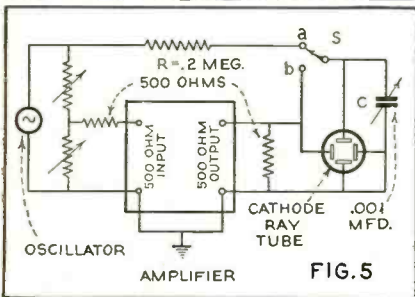 a
S
R=.2 MEG.
b
500 OHMS
C
500 OHM
INPUT
500 OHM
OUTPUT
CATHODE
RAY
TUBE
.001
MFD.
OSCILLATOR
AMPLIFIER
FIG.5